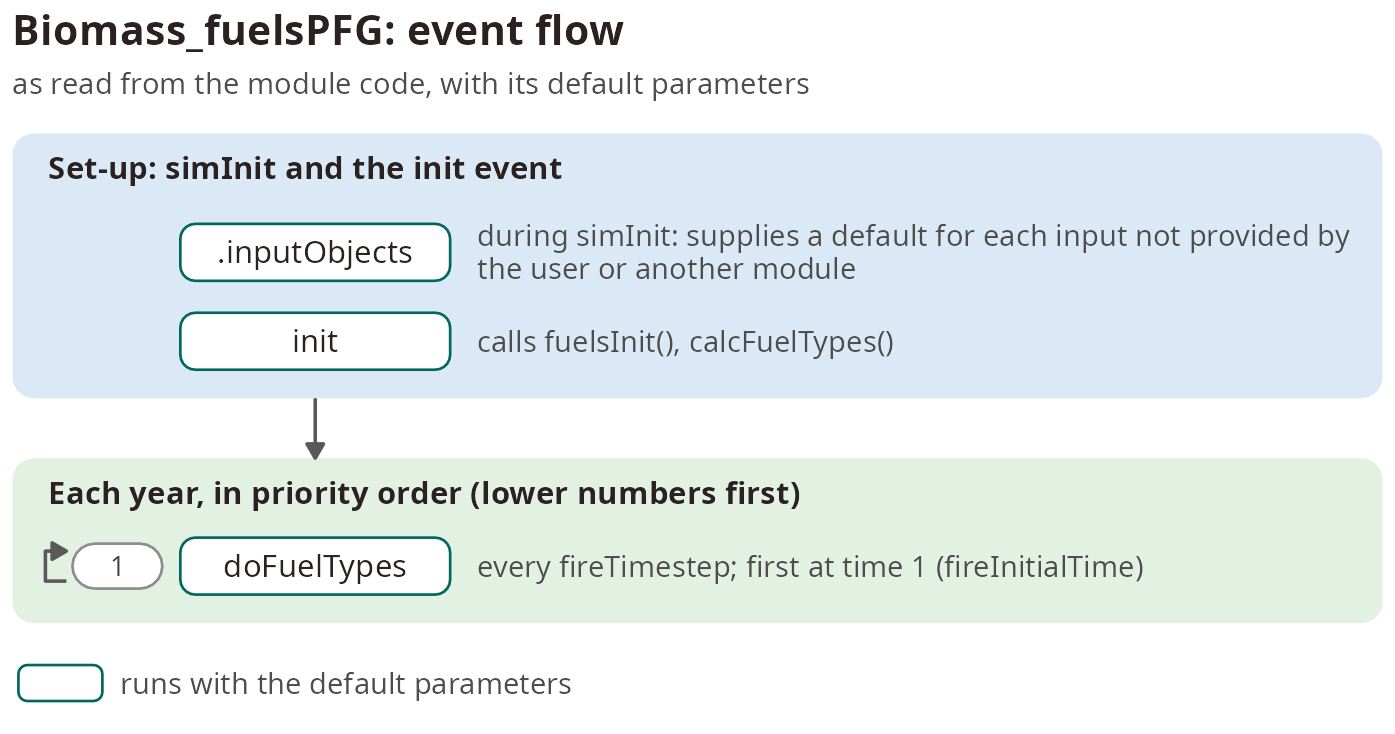 Biomass_fuelsPFG: event flow
as read from the module code, with its default parameters
Set-up: simInit and the init event
.inputObjects
during simInit: supplies a default for each input not provided by
the user or another module
init
calls fuelsInit(), calcFuelTypes()
Each year, in priority order (lower numbers first)
1
doFuelTypes
every fireTimestep; first at time 1 (fireInitialTime)
runs with the default parameters